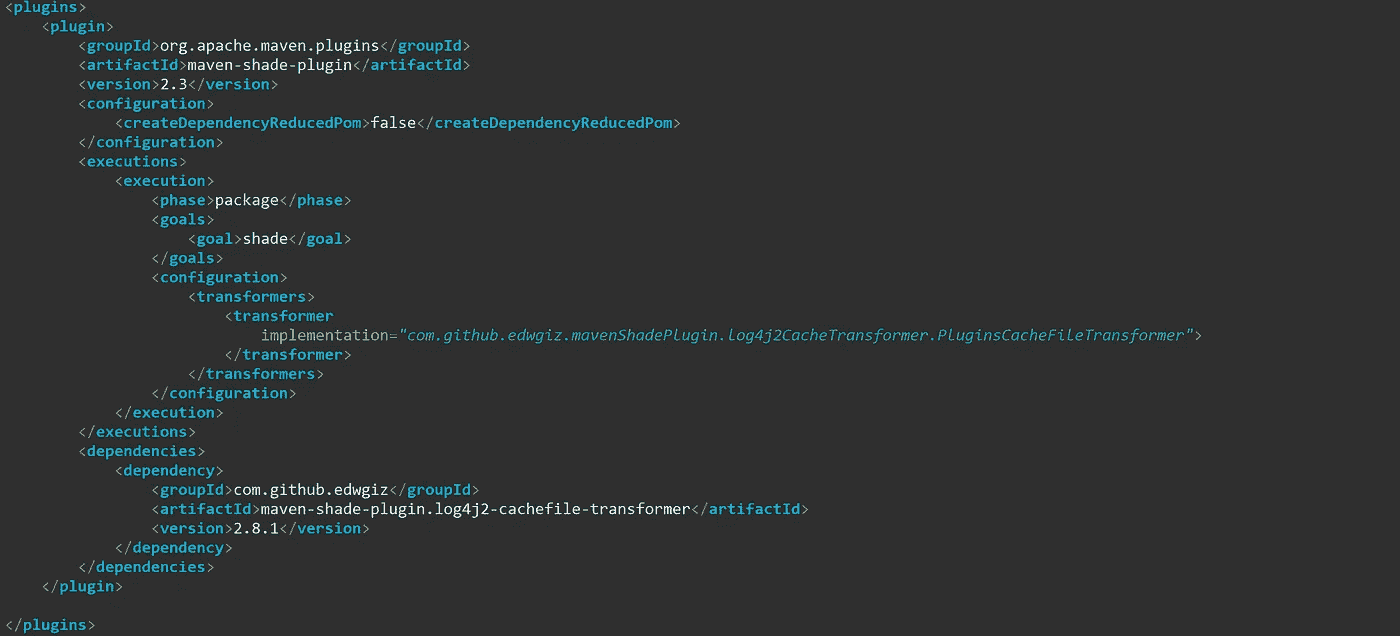 <plugins>
    <plugin>
        <groupId>org.apache.maven.plugins</groupId>
        <artifactId>maven-shade-plugin</artifactId>
        <version>2.3</version>
        <configuration>
            <createDependencyReducedPom>false</createDependencyReducedPom>
        </configuration>
        <executions>
            <execution>
                <phase>package</phase>
                <goals>
                    <goal>shade</goal>
                </goals>
                <configuration>
                    <transformers>
                        <transformer
                            implementation="com.github.edwgiz.mavenShadePlugin.log4j2CacheTransformer.PluginsCacheFileTransformer">
                        </transformer>
                    </transformers>
                </configuration>
            </execution>
        </executions>
        <dependencies>
            <dependency>
                <groupId>com.github.edwgiz</groupId>
                <artifactId>maven-shade-plugin.log4j2-cachefile-transformer</artifactId>
                <version>2.8.1</version>
            </dependency>
        </dependencies>
    </plugin>

</plugins>